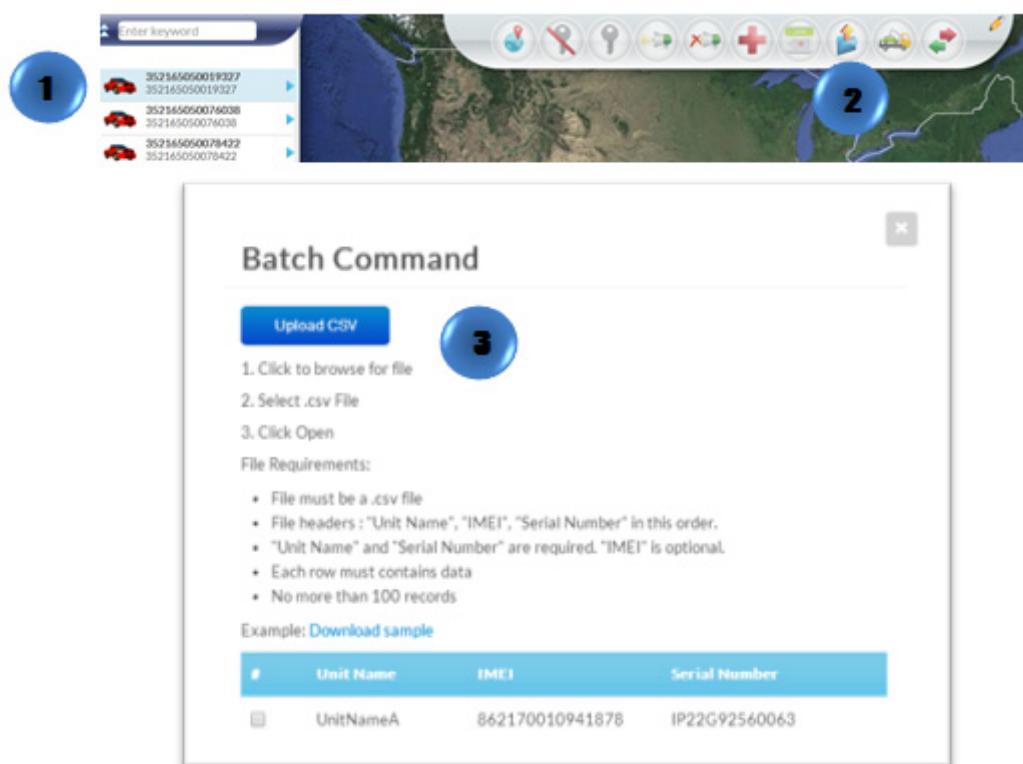 Enter keyword
1
352165050019327
352165050019327
352165050076038
352165050076038
352165050078422
352165050078422
2
Batch Command
Upload CSV
3
1. Click to browse for file
2. Select .csv File
3. Click Open
File Requirements:
• File must be a .csv file
• File headers : "Unit Name", "IMEI", "Serial Number" in this order.
• "Unit Name" and "Serial Number" are required. "IMEI" is optional.
• Each row must contains data
• No more than 100 records
Example: Download sample
# Unit Name IMEI Serial Number
UnitNameA 862170010941878 IP22G92560063